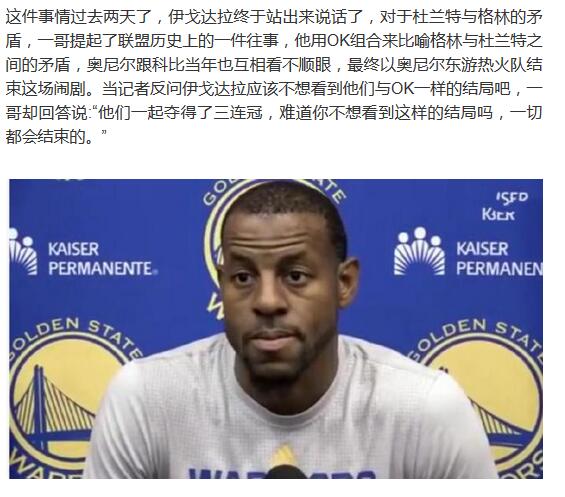 这件事情过去两天了，伊戈达拉终于站出来说话了，对于杜兰特与格林的矛
盾，一哥提起了联盟历史上的一件往事，他用OK组合来比喻格林与杜兰特之
间的矛盾，奥尼尔跟科比当年也互相看不顺眼，最终以奥尼尔东游热火队结
束这场闹剧。当记者反问伊戈达拉应该不想看到他们与OK一样的结局吧，一
哥却回答说:“他们一起夺得了三连冠，难道你不想看到这样的结局吗，一切
都会结束的。”
GOLDEN STATE
W
KAISER
PERMANENTE®
KAISER
PERMANEN
GOLDEN STATE
WARRIORS
GOLDEN STATE
WARRIORS
WARRIORS